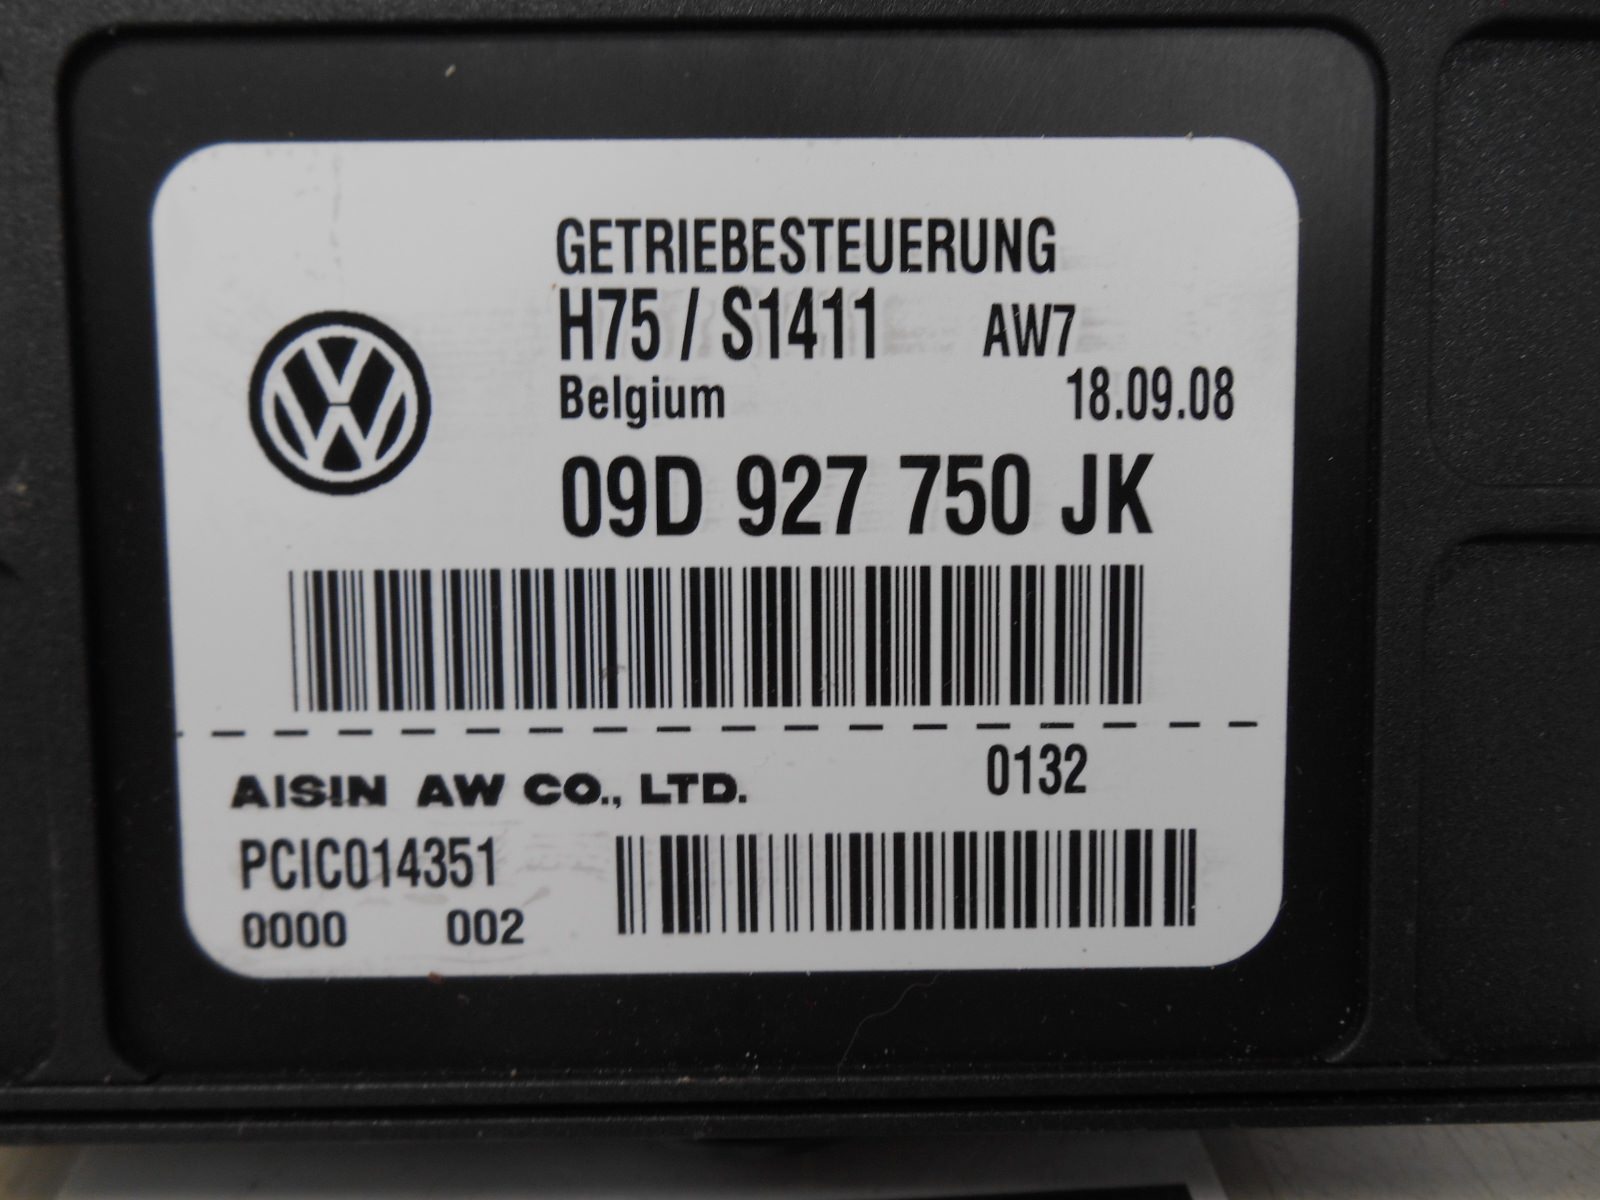 GETRIEBESTEUERUNG
H75 / S1411 AW7
Belgium 18.09.08
09D 927 750 JK
AISIN AW CO., LTD. 0132
PCIC014351
0000 002